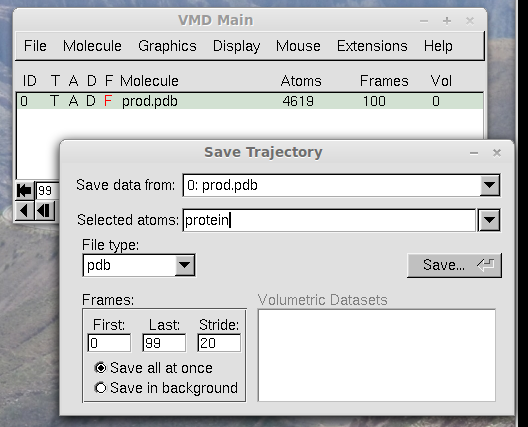 VMD Main
File Molecule Graphics Display Mouse Extensions Help
ID T A D F Molecule Atoms Frames Vol
0 T A D F prod.pdb 4619 100 0
99
Save Trajectory
Save data from: 0: prod.pdb
Selected atoms: protein
File type:
pdb
Save...
Frames:
Volumetric Datasets
First: Last: Stride:
0 99 20
Save all at once
Save in background